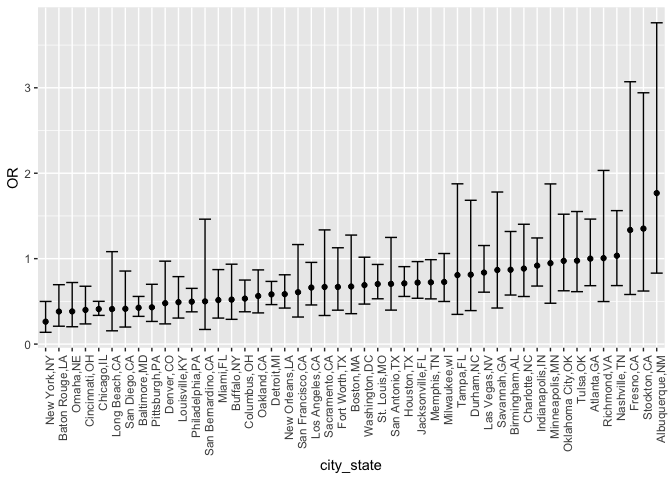 OR
3
2
1
0
New York,NY
Baton Rouge,LA
Omaha,NE
Cincinnati,OH
Chicago,IL
Long Beach,CA
San Diego,CA
Baltimore,MD
Pittsburgh,PA
Denver,CO
Louisville,KY
Philadelphia,PA
San Bernardino,CA
Miami,FL
Buffalo,NY
Columbus,OH
Oakland,CA
Detroit,MI
New Orleans,LA
San Francisco,CA
Los Angeles,CA
Sacramento,CA
Fort Worth,TX
Boston,MA
Washington,DC
St. Louis,MO
San Antonio,TX
Houston,TX
Jacksonville,FL
Memphis,TN
Milwaukee,wI
Tampa,FL
Durham,NC
Las Vegas,NV
Savannah,GA
Birmingham,AL
Charlotte,NC
Indianapolis,IN
Minneapolis,MN
Oklahoma City,OK
Tulsa,OK
Atlanta,GA
Richmond,VA
Nashville,TN
Fresno,CA
Stockton,CA
Albuquerque,NM
city_state